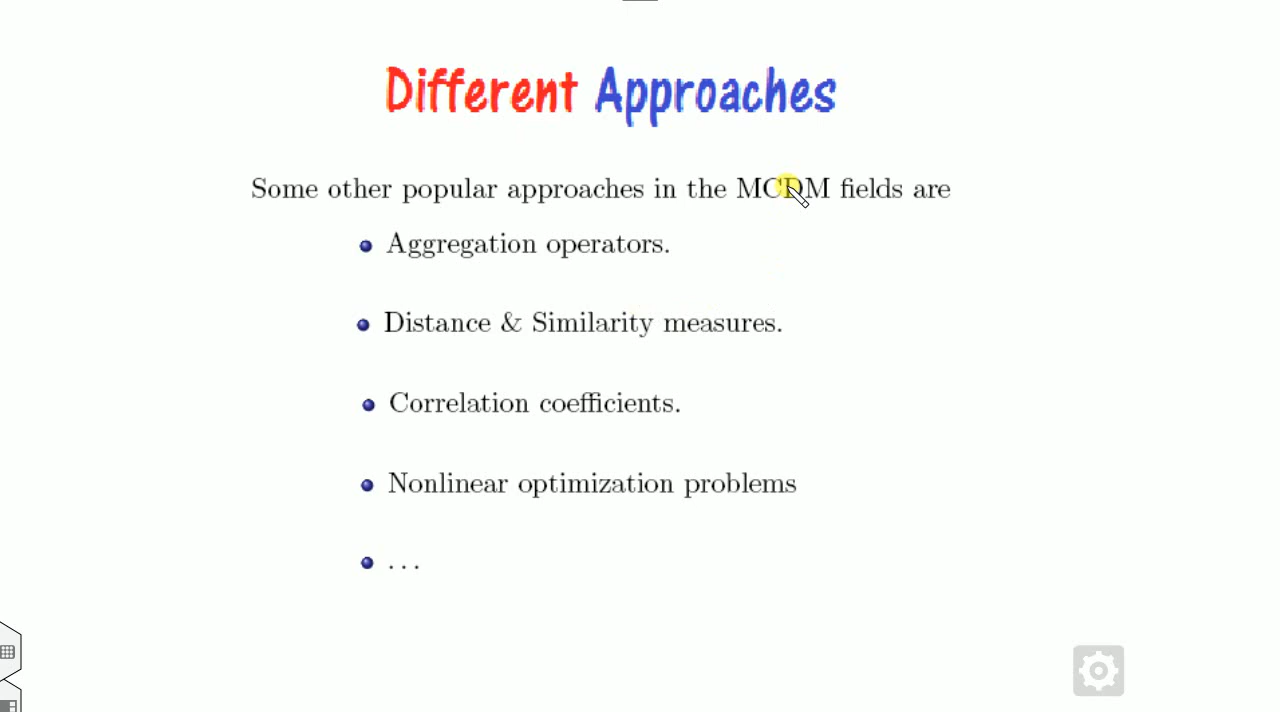 Different Approaches
Some other popular approaches in the MCDM fields are
Aggregation operators.
Distance & Similarity measures.
Correlation coefficients.
Nonlinear optimization problems
...